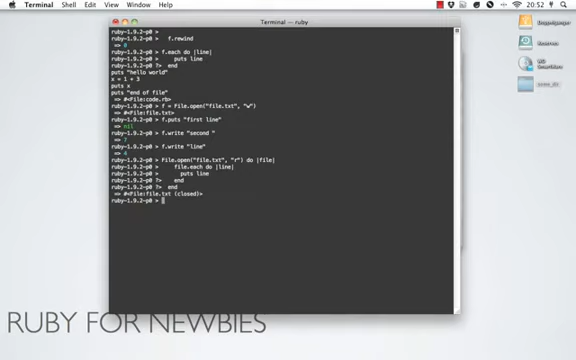 Terminal Shell Edit View Window Help
20:52
Terminal — ruby
ruby-1.9.2-p0 >
ruby-1.9.2-p0 > f.rewind
=> 0
ruby-1.9.2-p0 > f.each do |line|
ruby-1.9.2-p0 > puts line
ruby-1.9.2-p0 ?> end
puts "hello world"
x = 1 + 3
puts x
puts "end of file"
=> #<File:code.rb>
ruby-1.9.2-p0 > f = File.open("file.txt", "w")
=> #<File:file.txt>
ruby-1.9.2-p0 > f.puts "first line"
=> nil
ruby-1.9.2-p0 > f.write "second "
=> 7
ruby-1.9.2-p0 > f.write "line"
=> 4
ruby-1.9.2-p0 > File.open("file.txt", "r") do |file|
ruby-1.9.2-p0 > file.each do |line|
ruby-1.9.2-p0 > puts line
ruby-1.9.2-p0 ?> end
ruby-1.9.2-p0 ?> end
=> #<File:file.txt (closed)>
ruby-1.9.2-p0 >
RUBY FOR NEWBIES